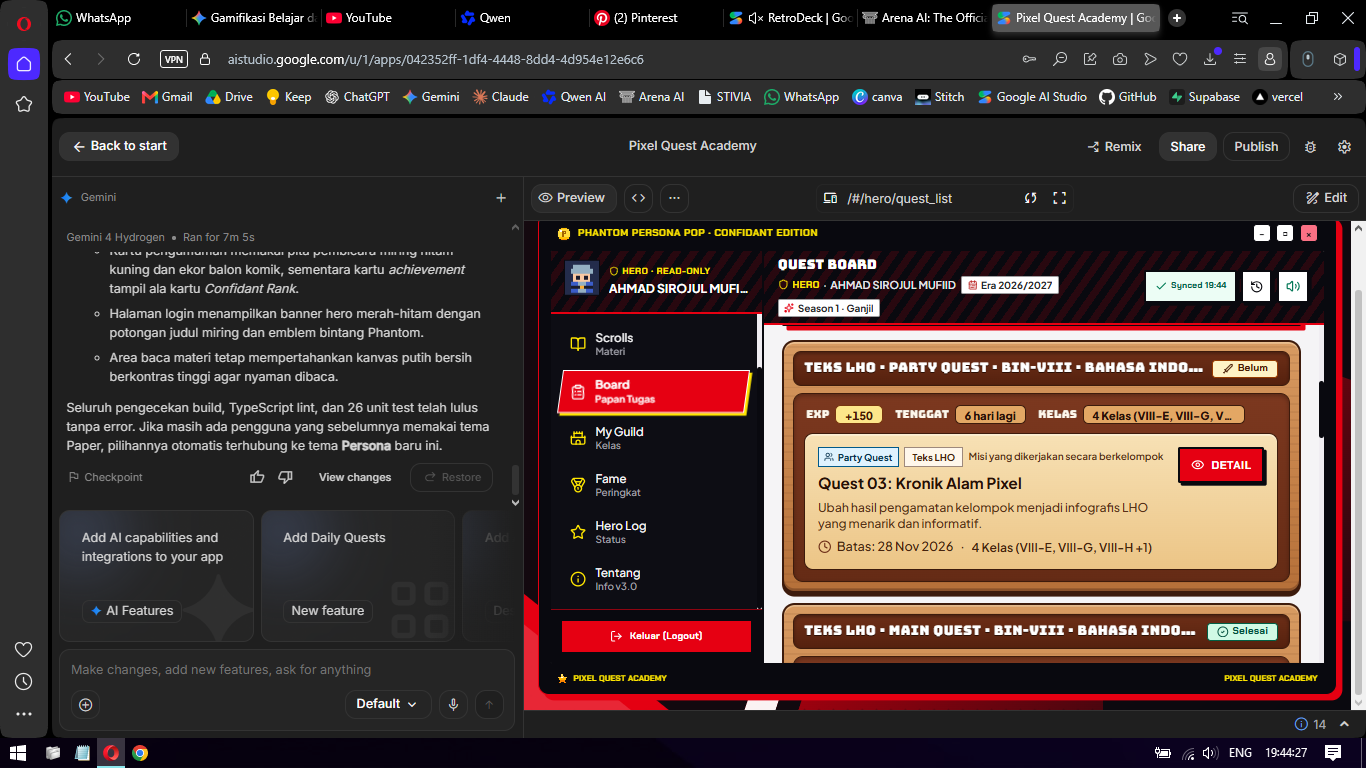 WhatsApp
Gamifikasi Belajar da
YouTube
Qwen
(2) Pinterest
RetroDeck | Goo
Arena AI: The Officia
Pixel Quest Academy | Goo
VPN
aistudio.google.com/u/1/apps/042352ff-1df4-4448-8dd4-4d954e12e6c6
YouTube
Gmail
Drive
Keep
ChatGPT
Gemini
Claude
Qwen AI
Arena AI
STIVIA
WhatsApp
canva
Stitch
Google AI Studio
GitHub
Supabase
vercel
Back to start
Pixel Quest Academy
Remix
Share
Publish
Gemini
Gemini 4 Hydrogen • Ran for 7m 5s
Kartu pengumuman memakai pita pembicara miring hitam
kuning dan ekor balon komik, sementara kartu achievement
tampil ala kartu Confidant Rank.
Halaman login menampilkan banner hero merah-hitam dengan
potongan judul miring dan emblem bintang Phantom.
Area baca materi tetap mempertahankan kanvas putih bersih
berkontras tinggi agar nyaman dibaca.
Seluruh pengecekan build, TypeScript lint, dan 26 unit test telah lulus
tanpa error. Jika masih ada pengguna yang sebelumnya memakai tema
Paper, pilihannya otomatis terhubung ke tema Persona baru ini.
Checkpoint
View changes
Restore
Add AI capabilities and
integrations to your app
AI Features
Add Daily Quests
New feature
Add
De
Make changes, add new features, ask for anything
Default
Preview
/#/hero/quest_list
Edit
PHANTOM PERSONA POP · CONFIDANT EDITION
HERO · READ-ONLY
AHMAD SIROJUL MUFI...
Scrolls
Materi
Board
Papan Tugas
My Guild
Kelas
Fame
Peringkat
Hero Log
Status
Tentang
Info v3.0
Keluar (Logout)
QUEST BOARD
HERO · AHMAD SIROJUL MUFIID
Era 2026/2027
Season 1 · Ganjil
Synced 19:44
TEKS LHO • PARTY QUEST • BIN-VIII • BAHASA INDO...
Belum
EXP +150 TENGGAT 6 hari lagi KELAS 4 Kelas (VIII-E, VIII-G, V...
Party Quest
Teks LHO
Misi yang dikerjakan secara berkelompok
DETAIL
Quest 03: Kronik Alam Pixel
Ubah hasil pengamatan kelompok menjadi infografis LHO
yang menarik dan informatif.
Batas: 28 Nov 2026 · 4 Kelas (VIII-E, VIII-G, VIII-H +1)
TEKS LHO • MAIN QUEST • BIN-VIII • BAHASA INDO...
Selesai
PIXEL QUEST ACADEMY
PIXEL QUEST ACADEMY
14
ENG
19:44:27